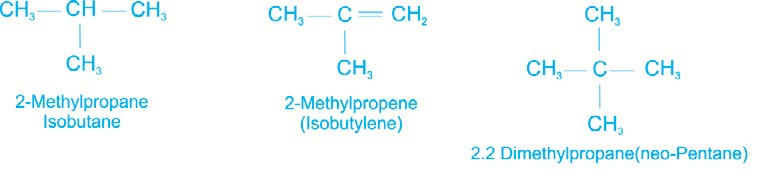 CH₃ — CH — CH₃
CH₃
2-Methylpropane
Isobutane
CH₃ — C = CH₂
CH₃
2-Methylpropene
(Isobutylene)
CH₃
CH₃ — C — CH₃
CH₃
2.2 Dimethylpropane(neo-Pentane)